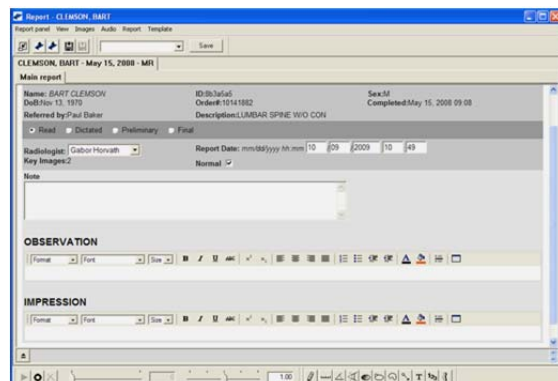 Report - CLEMSON, BART
Report panel View Images Audio Report Template
Save
CLEMSON, BART - May 15, 2008 - MR
Main report
Name: BART CLEMSON ID:8b3a5a5 Sex:M
DoB:Nov 13, 1970 Order#:10141882 Completed:May 15, 2008 09:08
Referred by:Paul Baker Description:LUMBAR SPINE W/O CON
Read Dictated Preliminary Final
Radiologist: Gabor Horvath Report Date: mm/dd/yyyy hh:mm 10 /09 /2009 10 :49
Key Images:2 Normal
Note
OBSERVATION
Format Font Size B I U ABC
IMPRESSION
Format Font Size B I U ABC
1.00 T